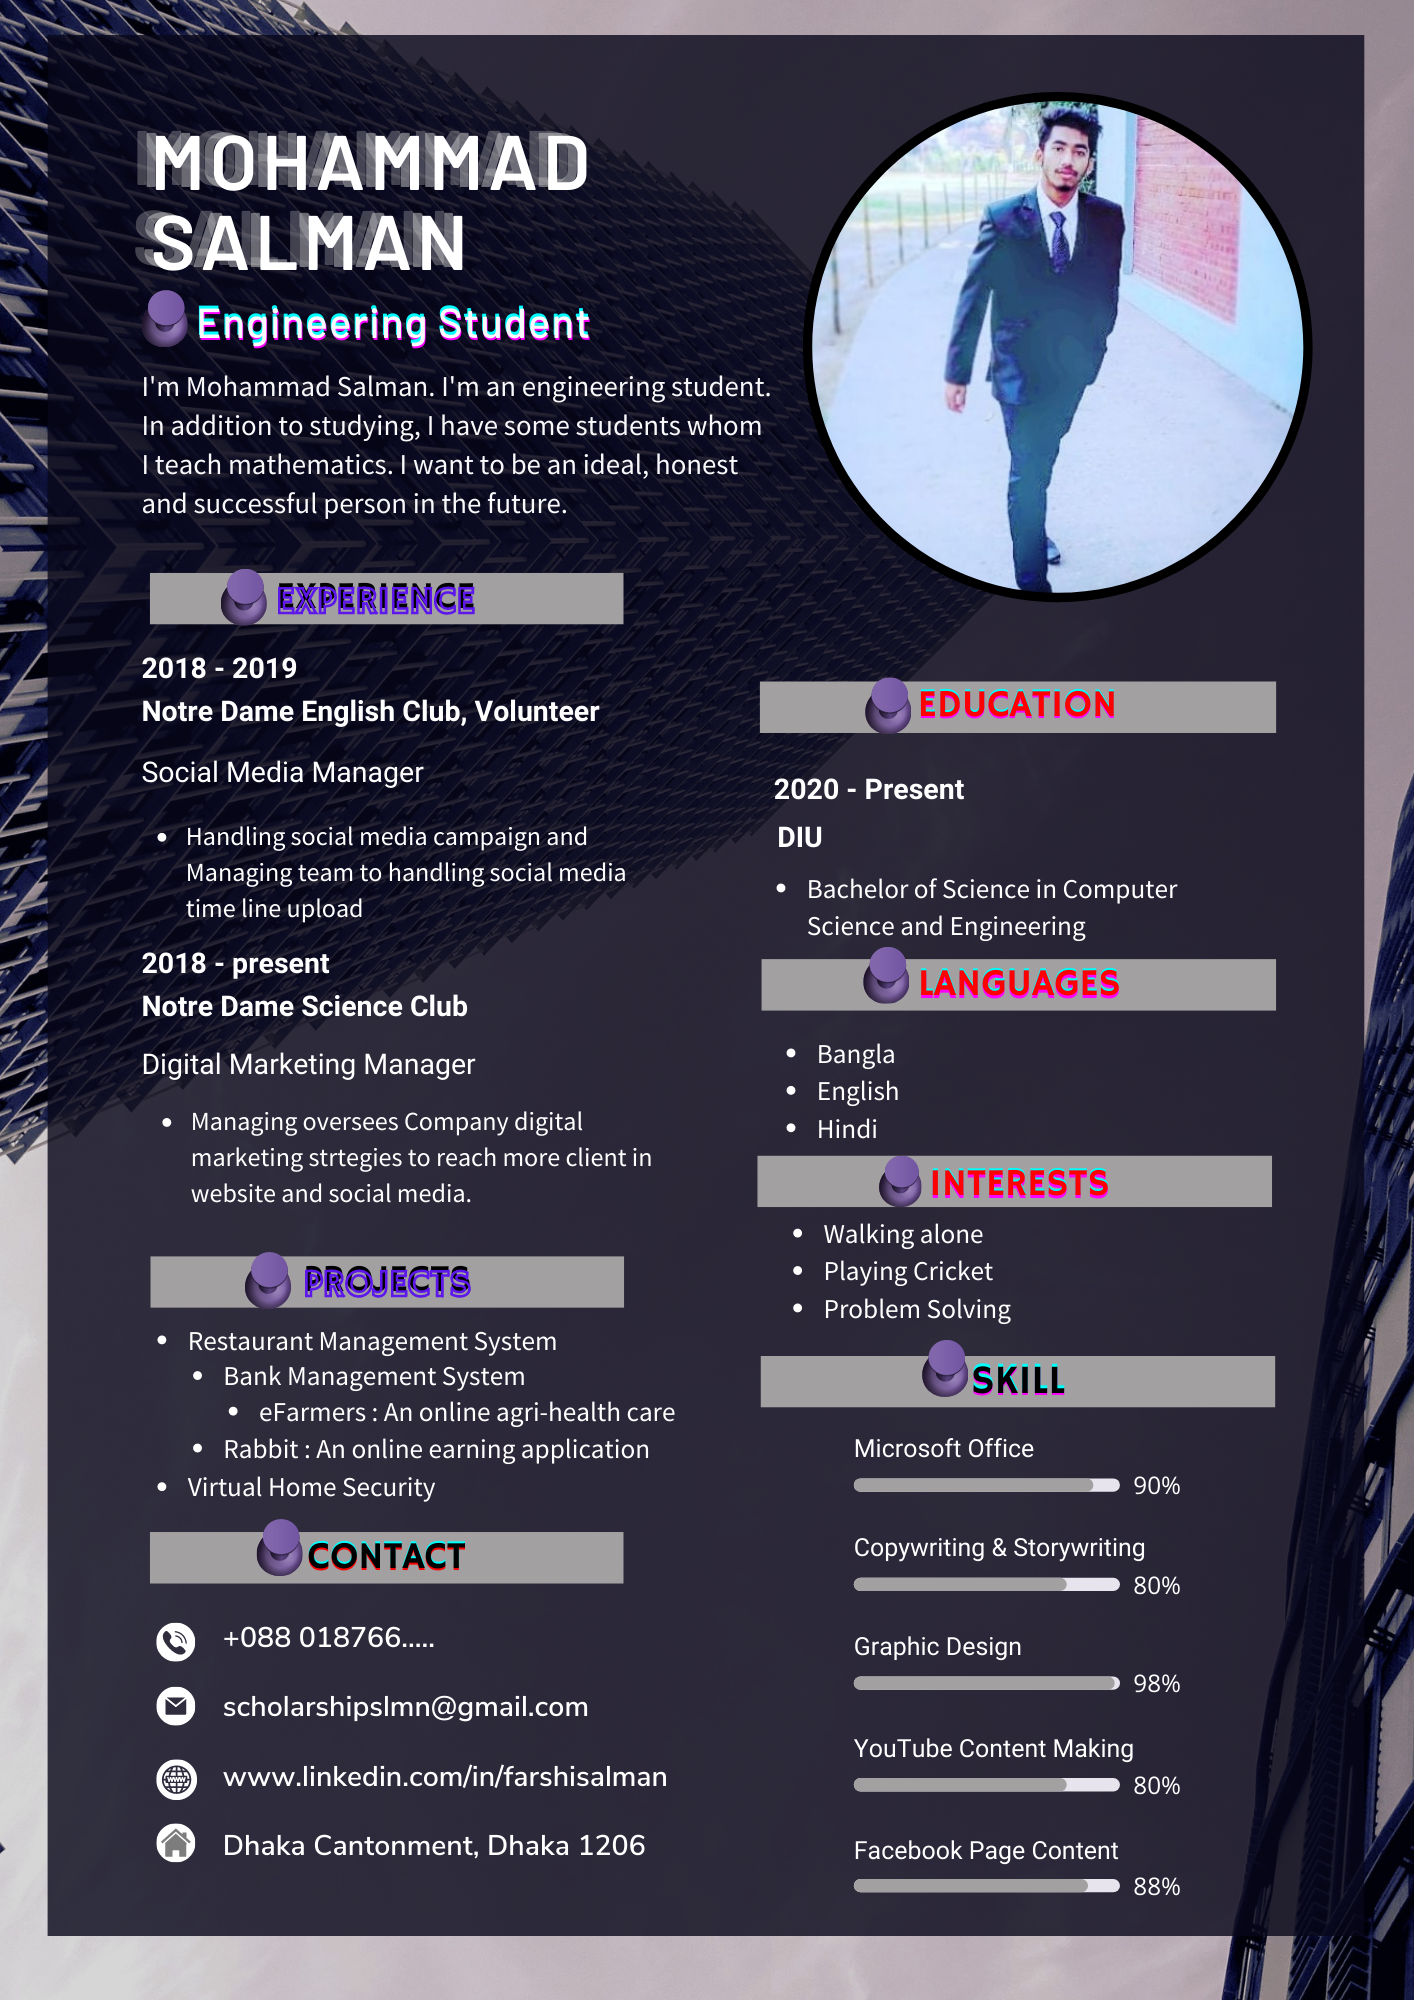 MOHAMMAD
SALMAN
Engineering Student
I'm Mohammad Salman. I'm an engineering student.
In addition to studying, I have some students whom
I teach mathematics. I want to be an ideal, honest
and successful person in the future.
EXPERIENCE
2018 - 2019
Notre Dame English Club, Volunteer
Social Media Manager
• Handling social media campaign and
Managing team to handling social media
time line upload
2018 - present
Notre Dame Science Club
Digital Marketing Manager
• Managing oversees Company digital
marketing strtegies to reach more client in
website and social media.
PROJECTS
• Restaurant Management System
• Bank Management System
• eFarmers : An online agri-health care
• Rabbit : An online earning application
• Virtual Home Security
CONTACT
+088 018766.....
scholarshipslmn@gmail.com
www.linkedin.com/in/farshisalman
Dhaka Cantonment, Dhaka 1206
EDUCATION
2020 - Present
DIU
• Bachelor of Science in Computer
Science and Engineering
LANGUAGES
• Bangla
• English
• Hindi
INTERESTS
• Walking alone
• Playing Cricket
• Problem Solving
SKILL
Microsoft Office
90%
Copywriting & Storywriting
80%
Graphic Design
98%
YouTube Content Making
80%
Facebook Page Content
88%